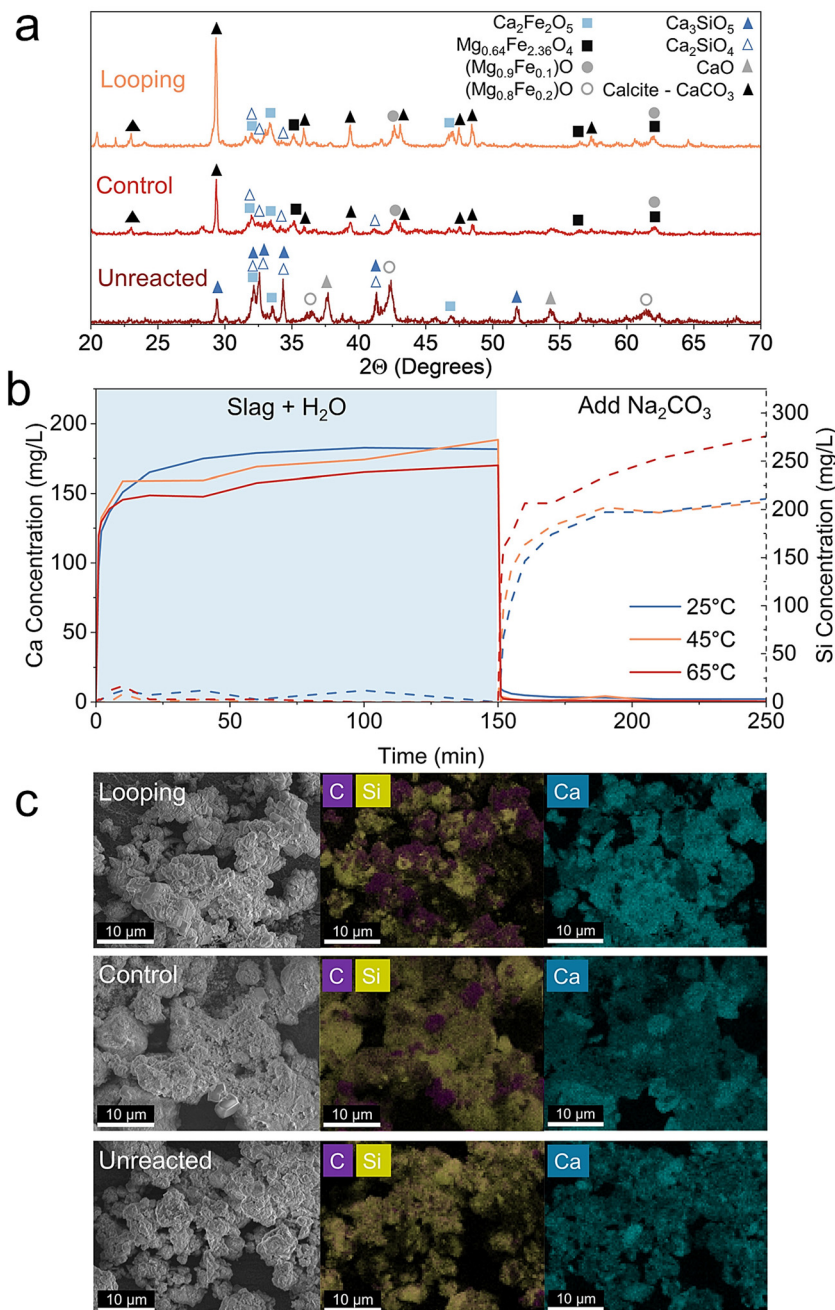 a
Ca₂Fe₂O₅
Ca₃SiO₅
Mg₀.₆₄Fe₂.₃₆O₄
Ca₂SiO₄
(Mg₀.₉Fe₀.₁)O
CaO
(Mg₀.₈Fe₀.₂)O
Calcite - CaCO₃
Looping
Control
Unreacted
20 25 30 35 40 45 50 55 60 65 70
2Θ (Degrees)
b
Slag + H₂O
Add Na₂CO₃
Ca Concentration (mg/L)
200
175
150
125
100
75
50
25
0
Si Concentration (mg/L)
300
250
200
150
100
50
0
25°C
45°C
65°C
0 50 100 150 200 250
Time (min)
c
Looping
10 µm
C Si
10 µm
Ca
10 µm
Control
10 µm
C Si
10 µm
Ca
10 µm
Unreacted
10 µm
C Si
10 µm
Ca
10 µm